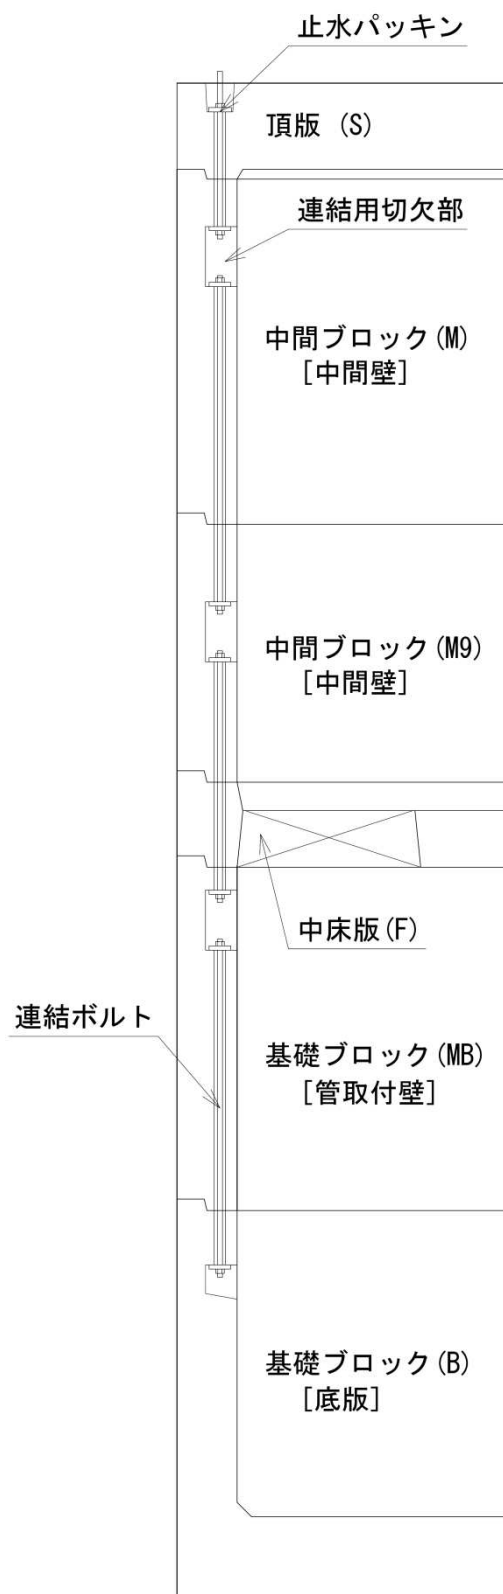 止水パッキン
頂版 (S)
連結用切欠部
中間ブロック(M)
[中間壁]
中間ブロック(M9)
[中間壁]
中床版(F)
連結ボルト
基礎ブロック(MB)
[管取付壁]
基礎ブロック(B)
[底版]